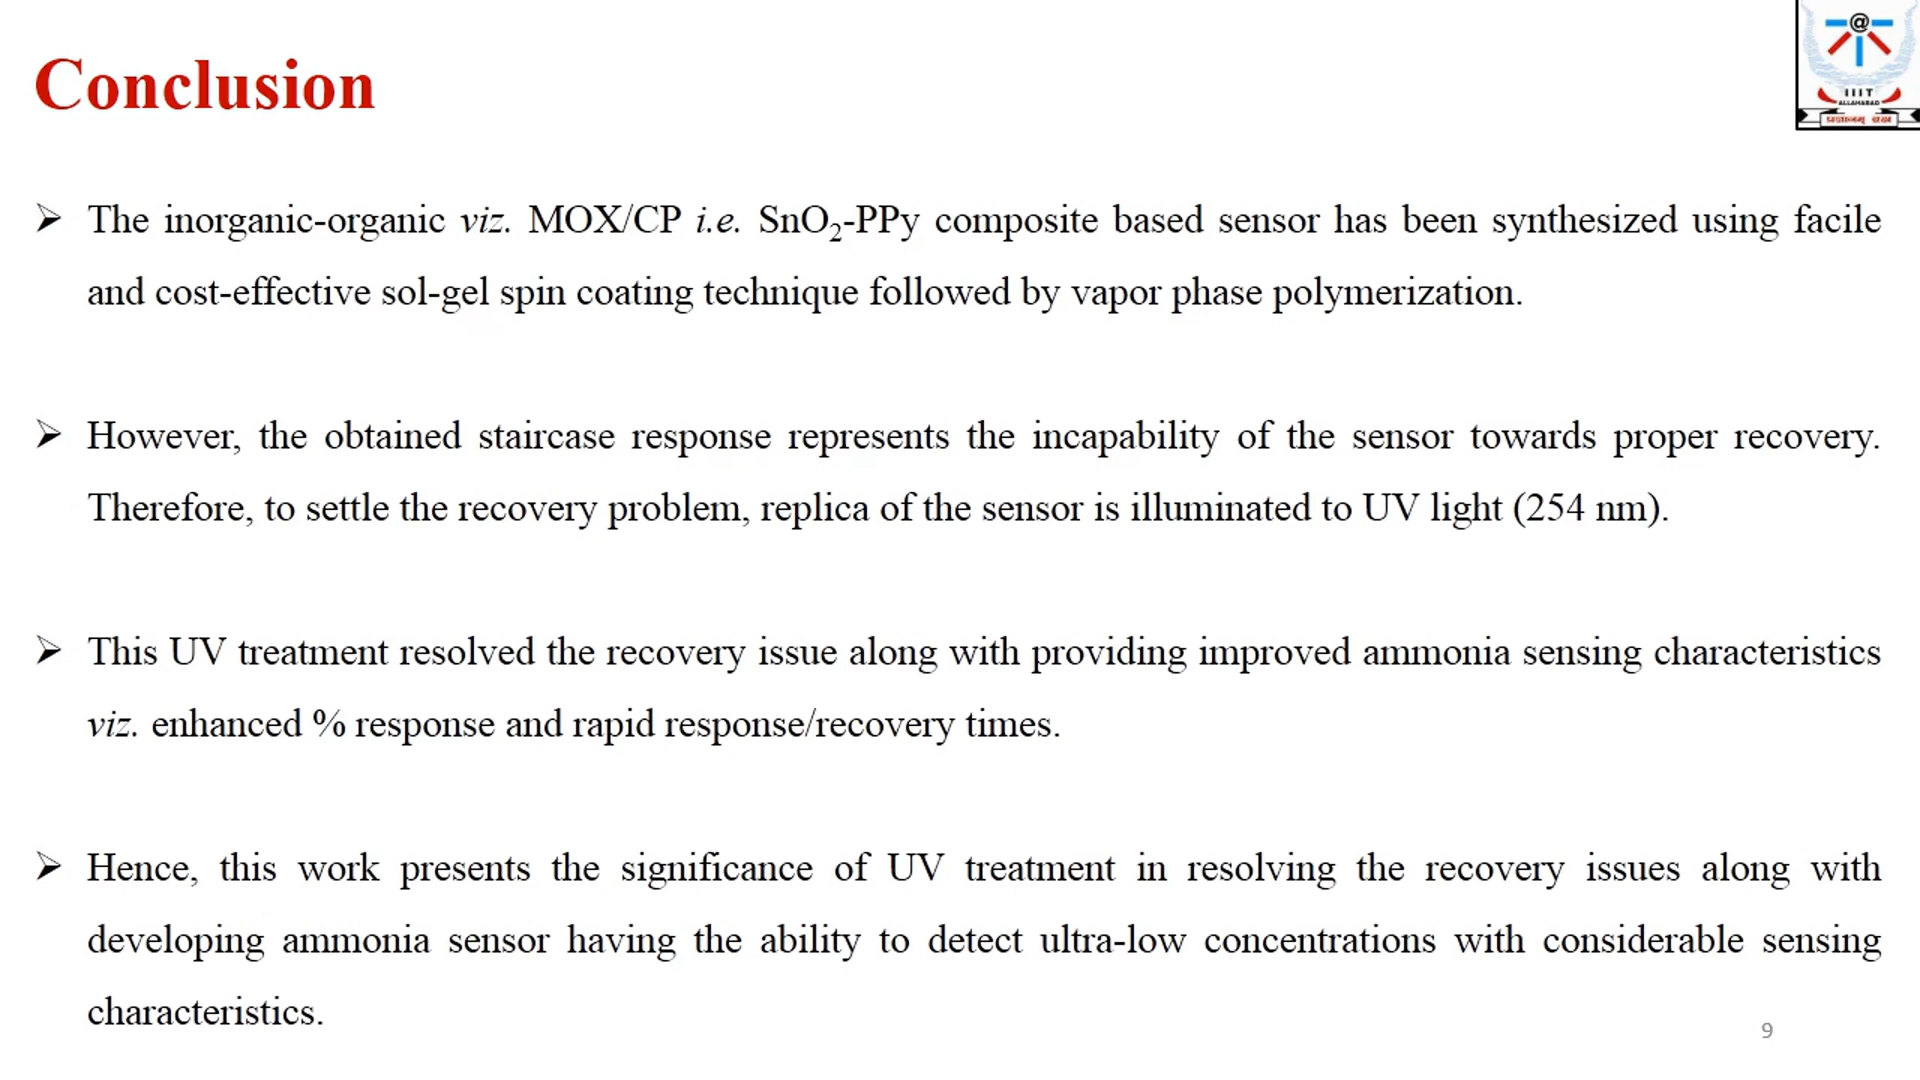 Conclusion
@
IIIT
ALLAHABAD
➢ The inorganic-organic viz. MOX/CP i.e. SnO₂-PPy composite based sensor has been synthesized using facile
and cost-effective sol-gel spin coating technique followed by vapor phase polymerization.
➢ However, the obtained staircase response represents the incapability of the sensor towards proper recovery.
Therefore, to settle the recovery problem, replica of the sensor is illuminated to UV light (254 nm).
➢ This UV treatment resolved the recovery issue along with providing improved ammonia sensing characteristics
viz. enhanced % response and rapid response/recovery times.
➢ Hence, this work presents the significance of UV treatment in resolving the recovery issues along with
developing ammonia sensor having the ability to detect ultra-low concentrations with considerable sensing
characteristics.
9